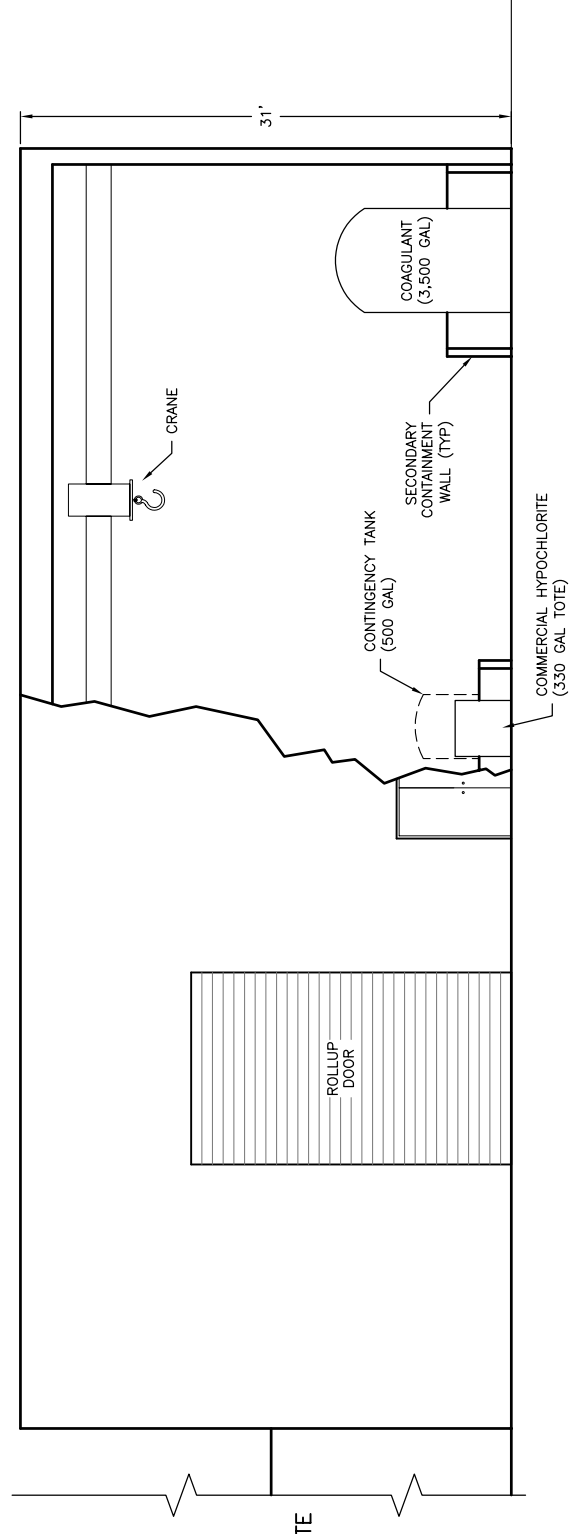 31'
CRANE
COAGULANT
(3,500 GAL)
SECONDARY
CONTAINMENT
WALL (TYP)
CONTINGENCY TANK
(500 GAL)
COMMERCIAL HYPOCHLORITE
(330 GAL TOTE)
ROLLUP
DOOR
TE